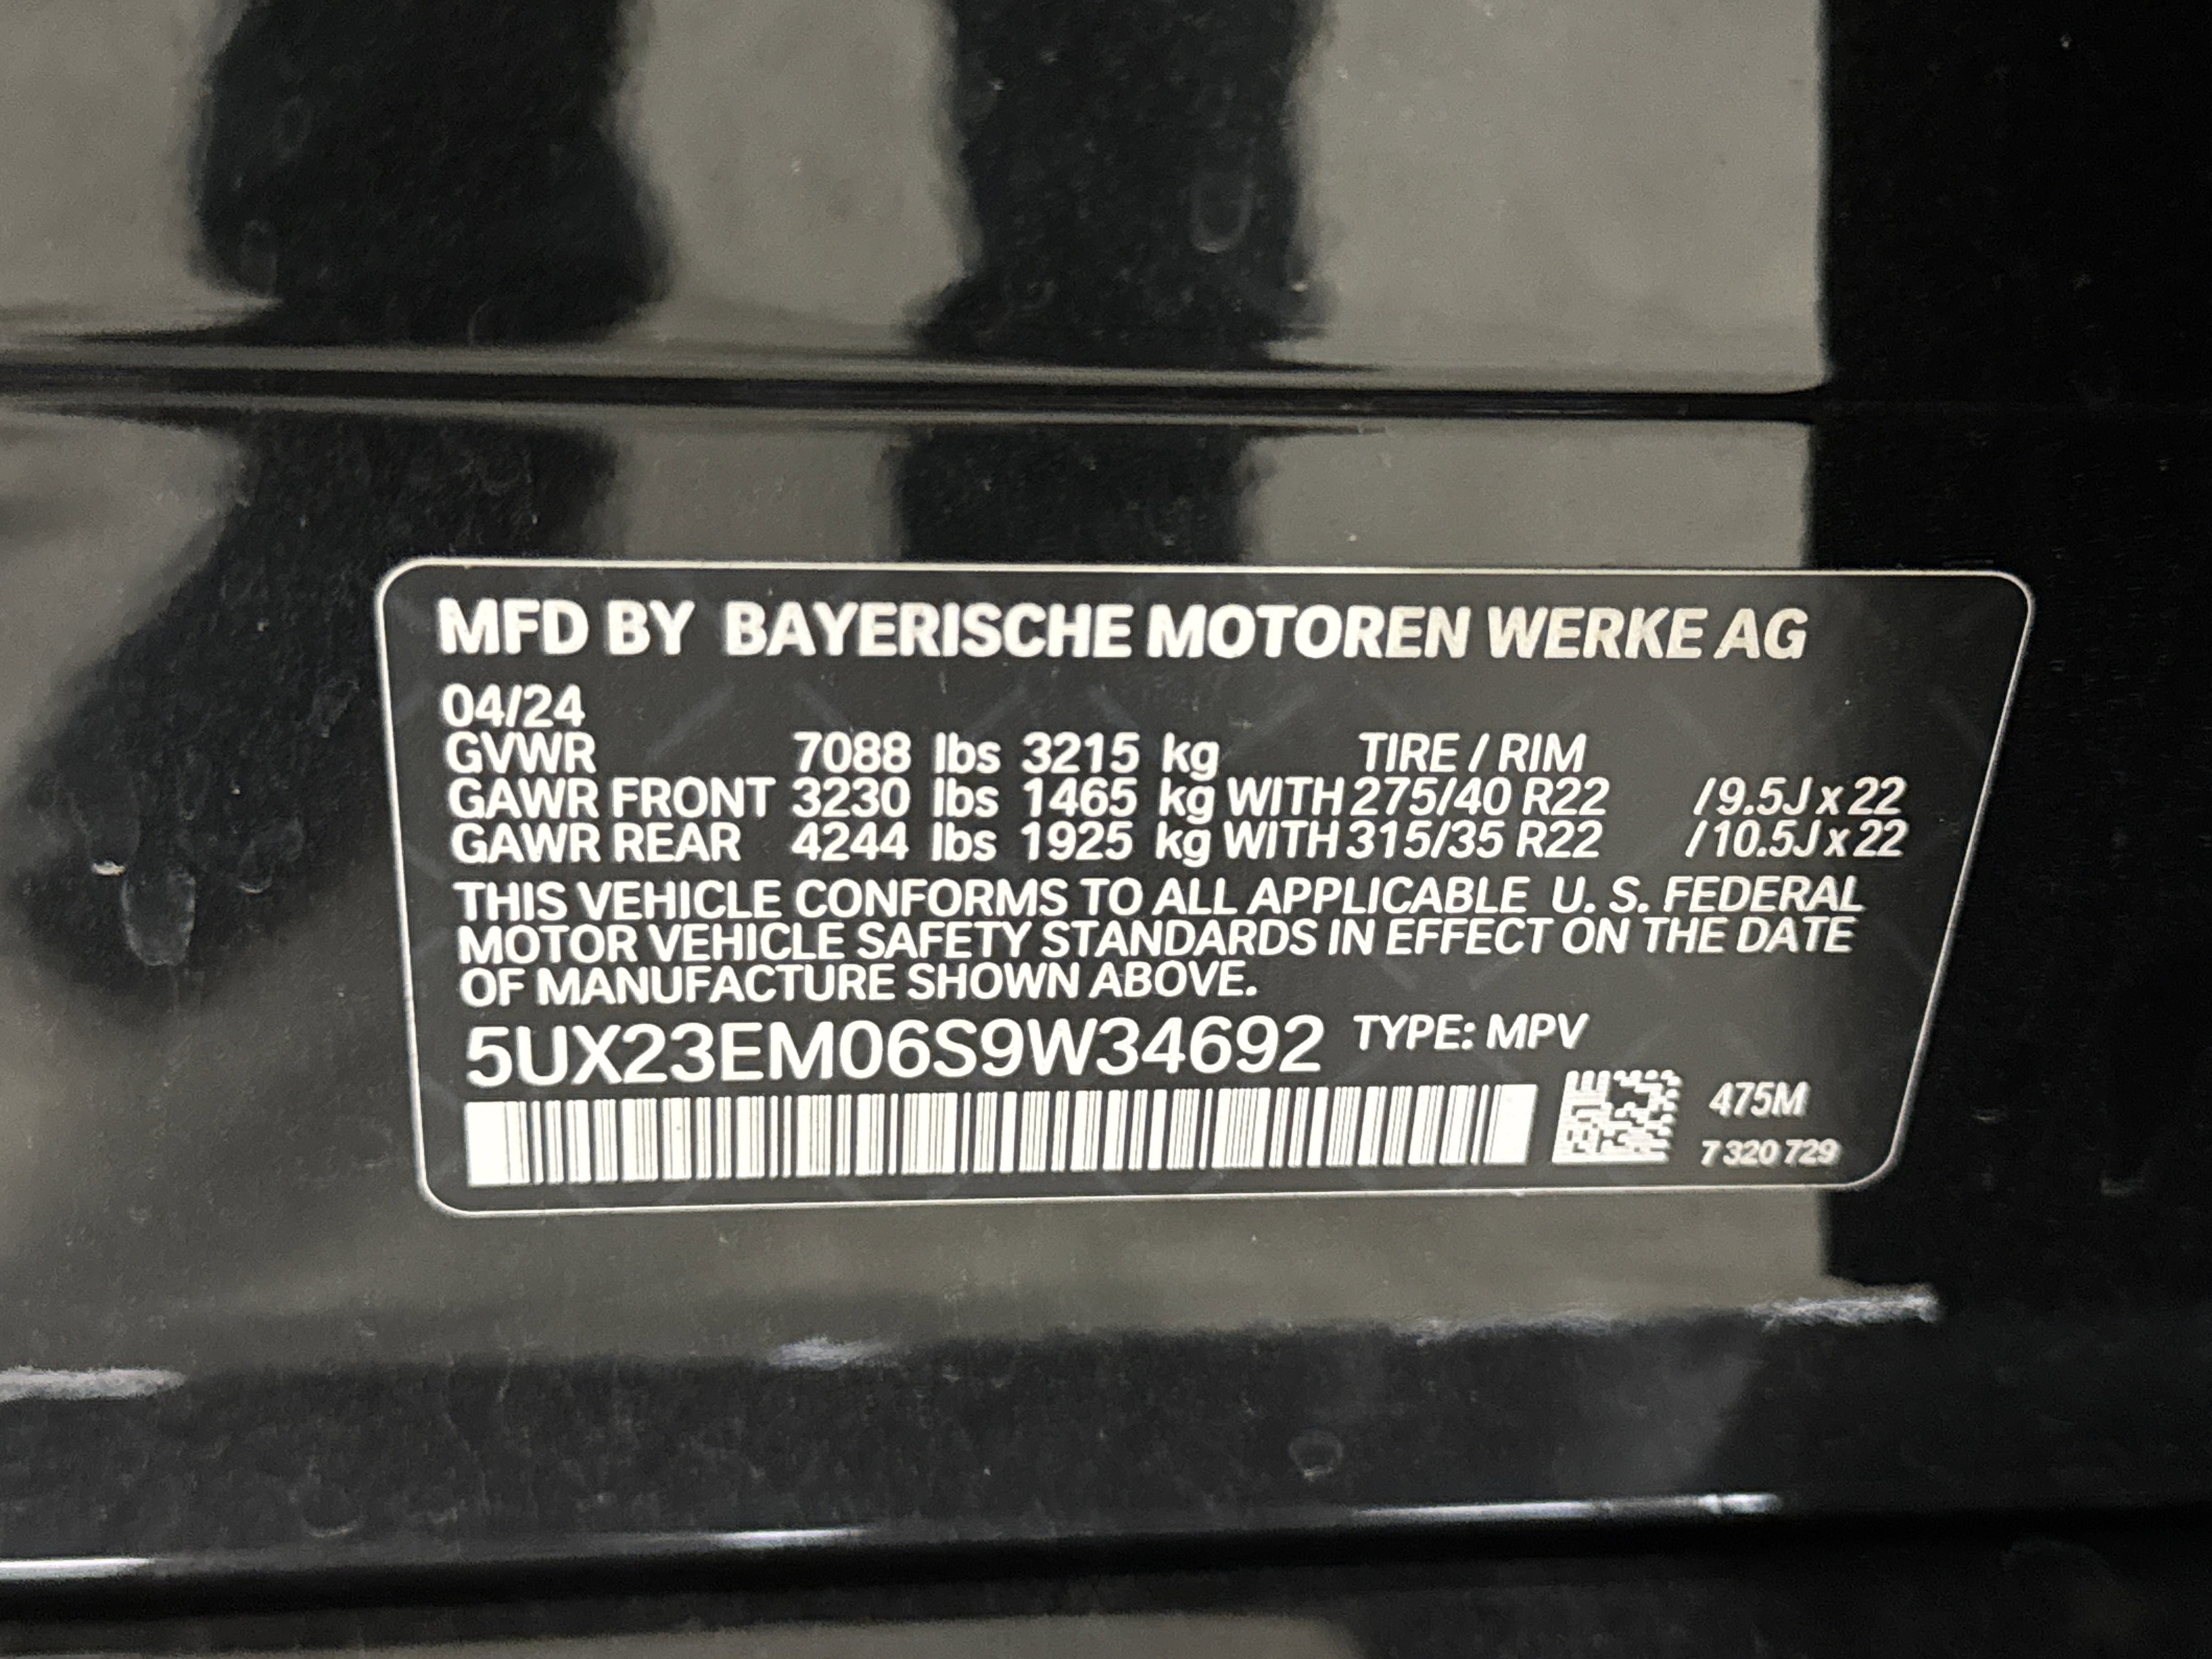 MFD BY BAYERISCHE MOTOREN WERKE AG
04/24
GVWR 7088 lbs 3215 kg TIRE / RIM
GAWR FRONT 3230 lbs 1465 kg WITH 275/40 R22 / 9.5J x 22
GAWR REAR 4244 lbs 1925 kg WITH 315/35 R22 / 10.5J x 22
THIS VEHICLE CONFORMS TO ALL APPLICABLE U. S. FEDERAL
MOTOR VEHICLE SAFETY STANDARDS IN EFFECT ON THE DATE
OF MANUFACTURE SHOWN ABOVE.
5UX23EM06S9W34692 TYPE: MPV
475M
7 320 729